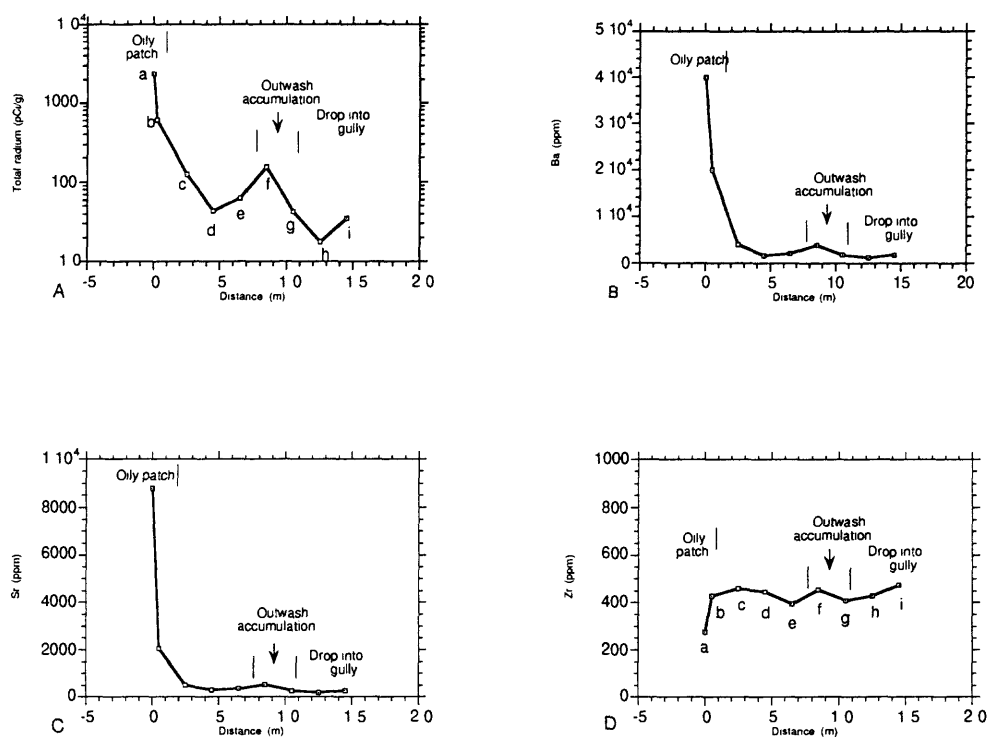 1 0⁴
1000
100
1 0
Total radium (pCi/g)
Oily
patch
a
b
c
d
e
f
g
h
i
Outwash
accumulation
Drop into
gully
-5 0 5 1 0 1 5 2 0
Distance (m)
A
5 10⁴
4 10⁴
3 10⁴
2 10⁴
1 10⁴
0
Ba (ppm)
Oily patch
Outwash
accumulation
Drop into
gully
-5 0 5 1 0 1 5 20
Distance (m)
B
1 10⁴
8000
6000
4000
2000
0
Sr (ppm)
Oily patch
Outwash
accumulation
Drop into
gully
-5 0 5 1 0 1 5 2 0
Distance (m)
C
1000
800
600
400
200
0
Zr (ppm)
Oily
patch
Outwash
accumulation
Drop into
gully
a
b
c
d
e
f
g
h
i
-5 0 5 1 0 1 5 2 0
Distance (m)
D